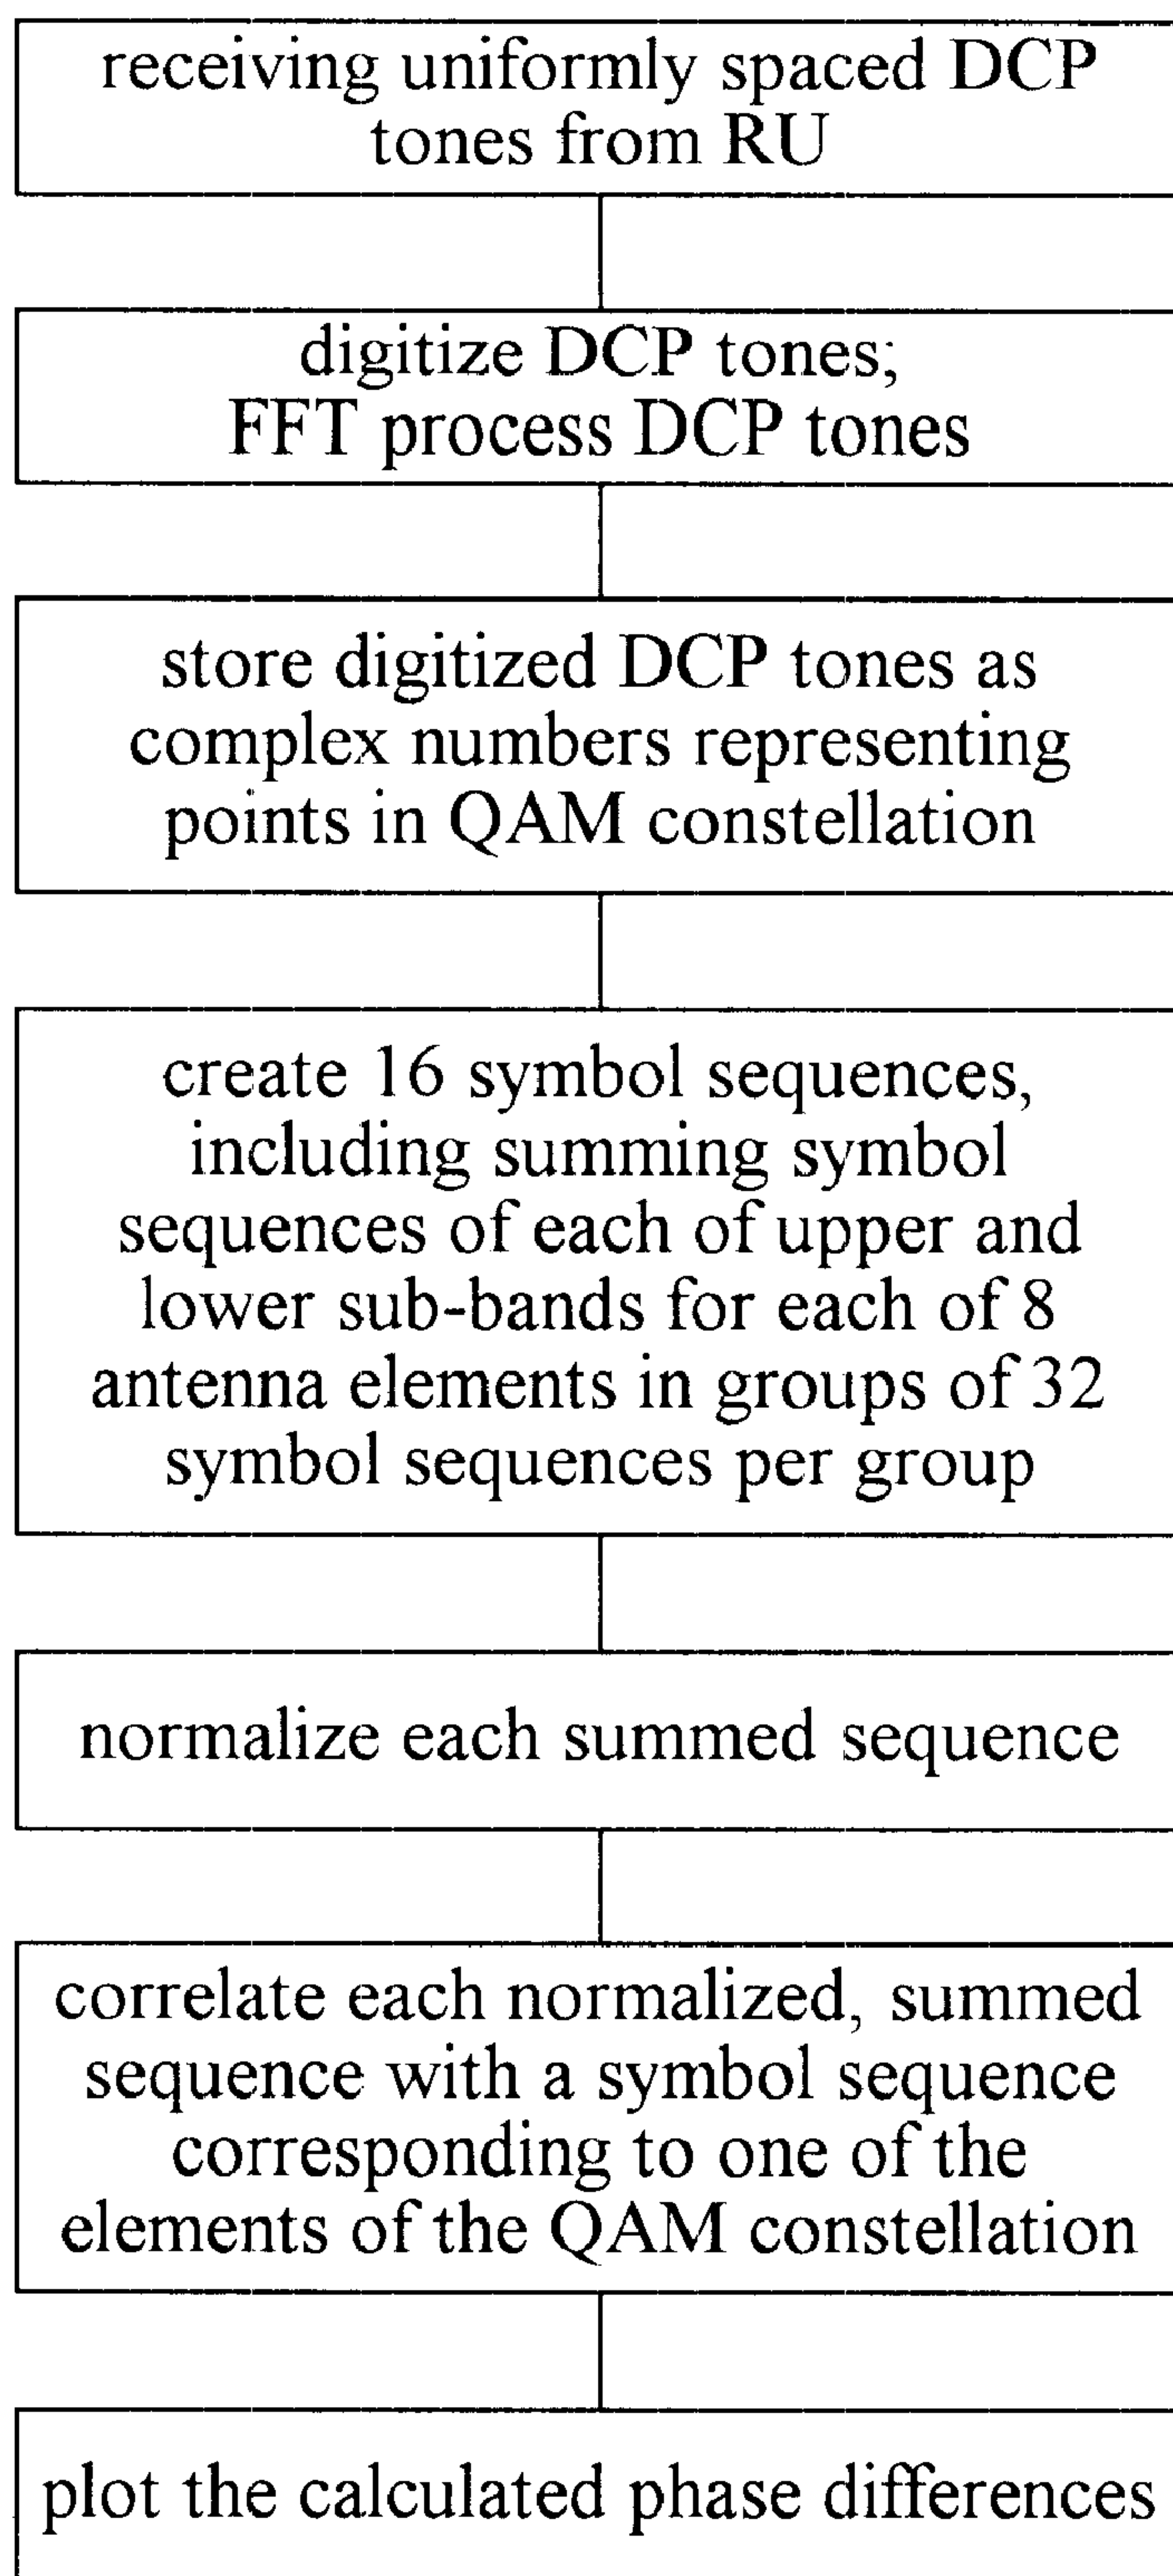 receiving uniformly spaced DCP
tones from RU
digitize DCP tones;
FFT process DCP tones
store digitized DCP tones as
complex numbers representing
points in QAM constellation
create 16 symbol sequences,
including summing symbol
sequences of each of upper and
lower sub-bands for each of 8
antenna elements in groups of 32
symbol sequences per group
normalize each summed sequence
correlate each normalized, summed
sequence with a symbol sequence
corresponding to one of the
elements of the QAM constellation
plot the calculated phase differences